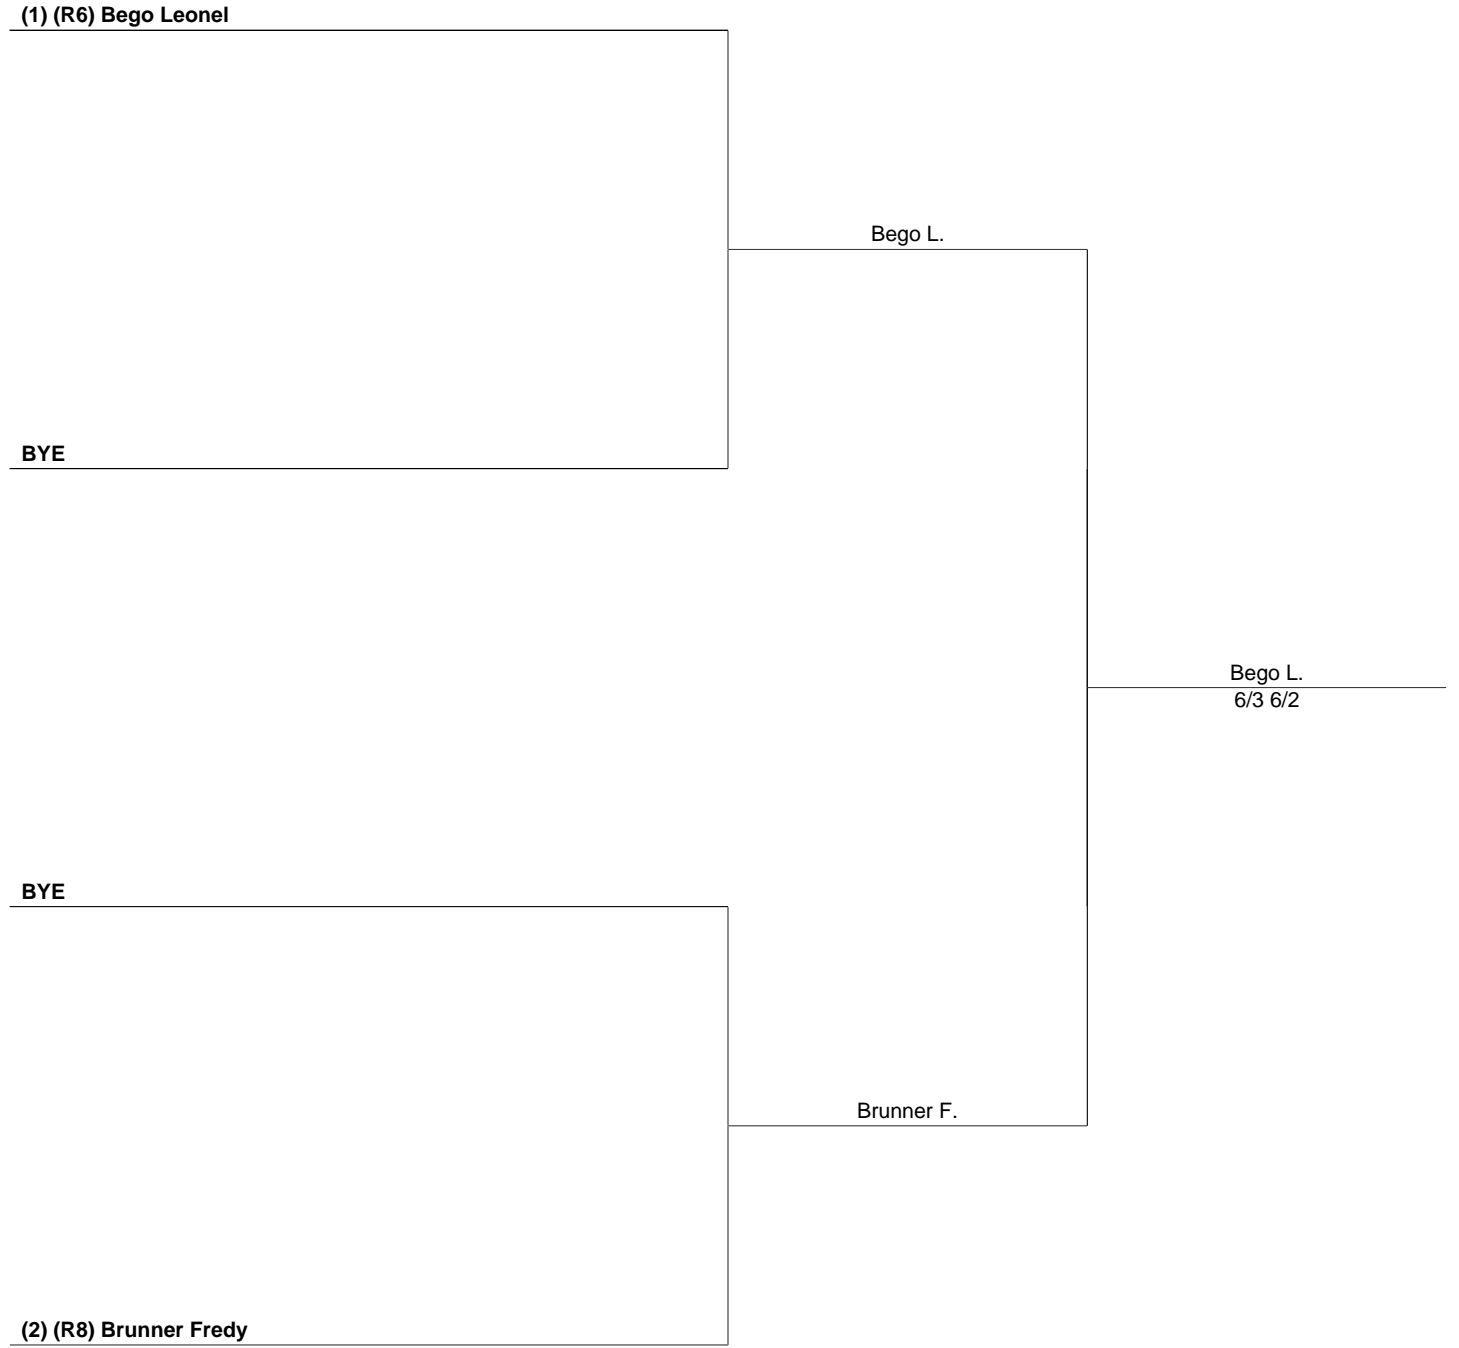 (1) (R6) Bego Leonel
Bego L.
BYE
Bego L.
6/3 6/2
BYE
Brunner F.
(2) (R8) Brunner Fredy